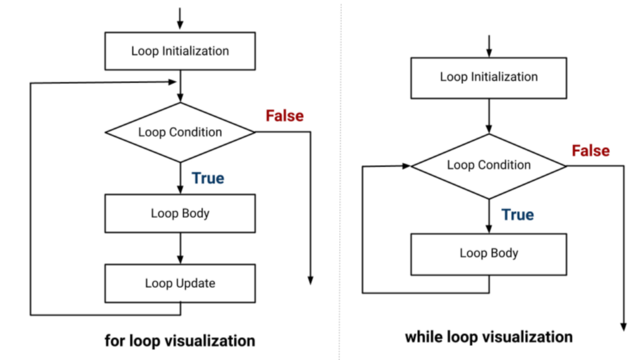 Loop Initialization
Loop Condition
False
True
Loop Body
Loop Update
for loop visualization
Loop Initialization
Loop Condition
False
True
Loop Body
while loop visualization